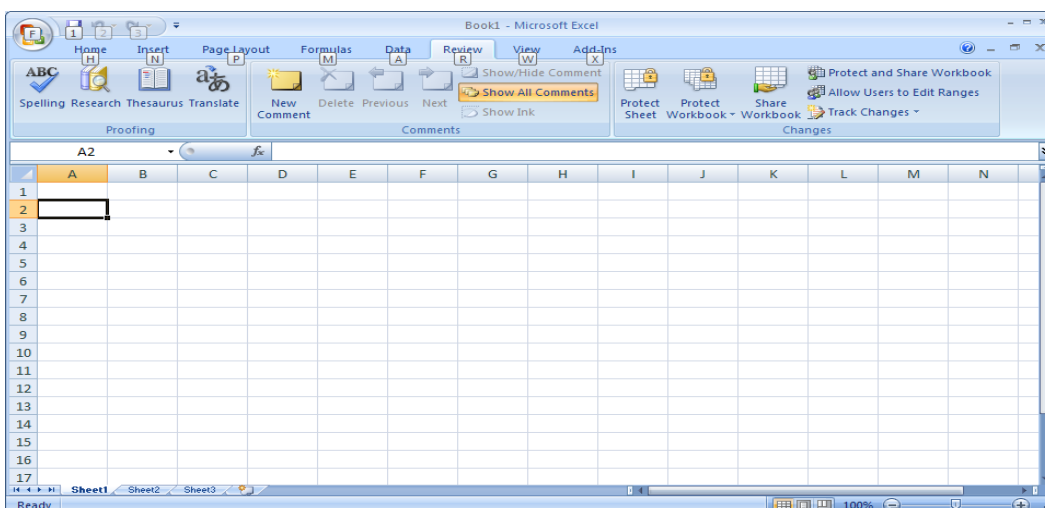 Book1 - Microsoft Excel
F 1 2 3
Home Insert Page Layout Formulas Data Review View Add-Ins
H N P M A R W X
ABC
Spelling Research Thesaurus Translate
Proofing
New Comment Delete Previous Next
Show/Hide Comment
Show All Comments
Show Ink
Comments
Protect Sheet Protect Workbook Share Workbook
Protect and Share Workbook
Allow Users to Edit Ranges
Track Changes
Changes
A2 fx
A B C D E F G H I J K L M N
1
2
3
4
5
6
7
8
9
10
11
12
13
14
15
16
17
Sheet1 Sheet2 Sheet3
Ready 100%